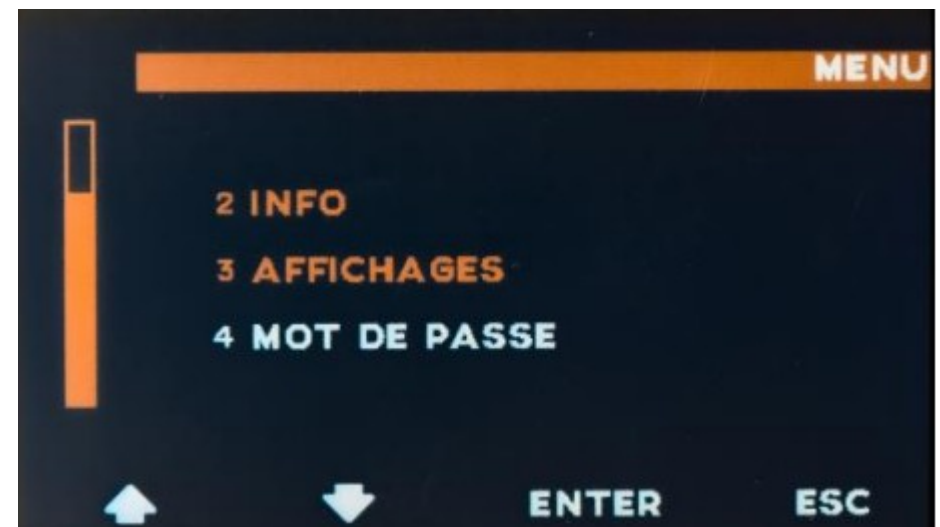 MENU
2 INFO
3 AFFICHAGES
4 MOT DE PASSE
ENTER ESC